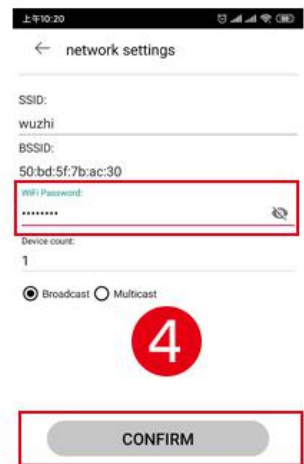 上午10:20
← network settings
SSID:
wuzhi
BSSID:
50:bd:5f:7b:ac:30
WiFi Password:
••••••••
Device count:
1
Broadcast Multicast
4
CONFIRM